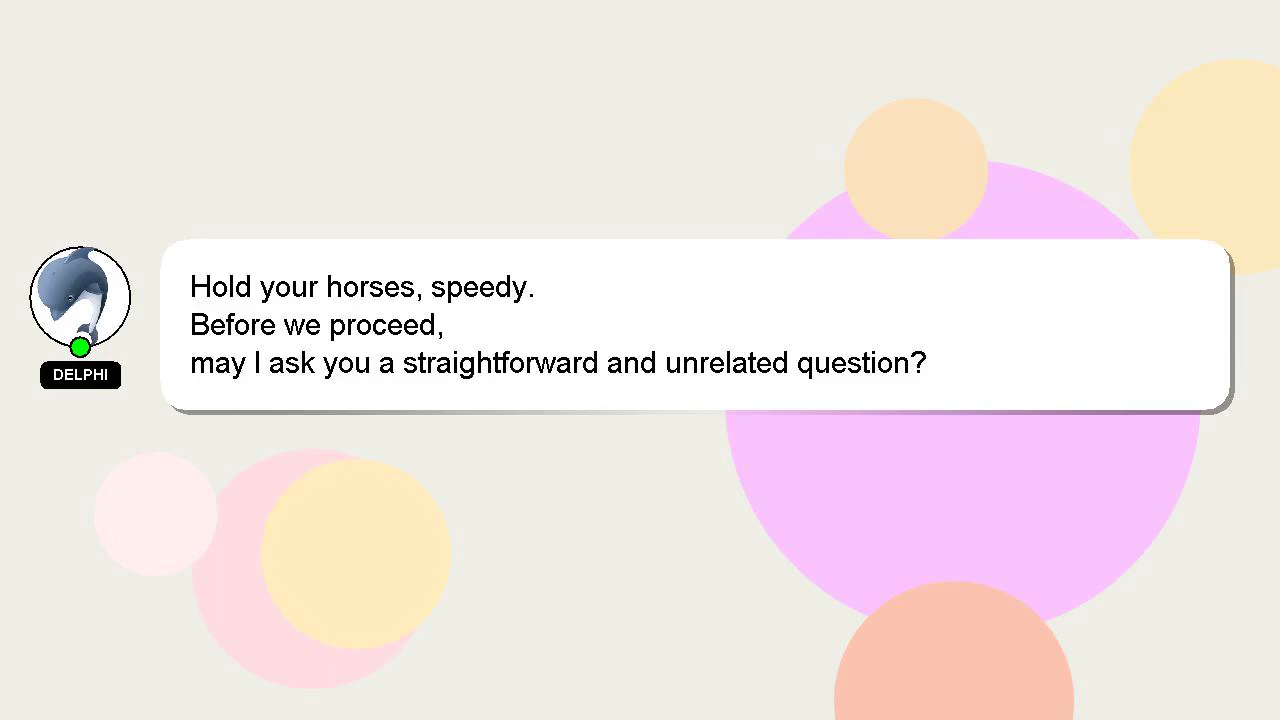 Hold your horses, speedy.
Before we proceed,
may I ask you a straightforward and unrelated question?
DELPHI